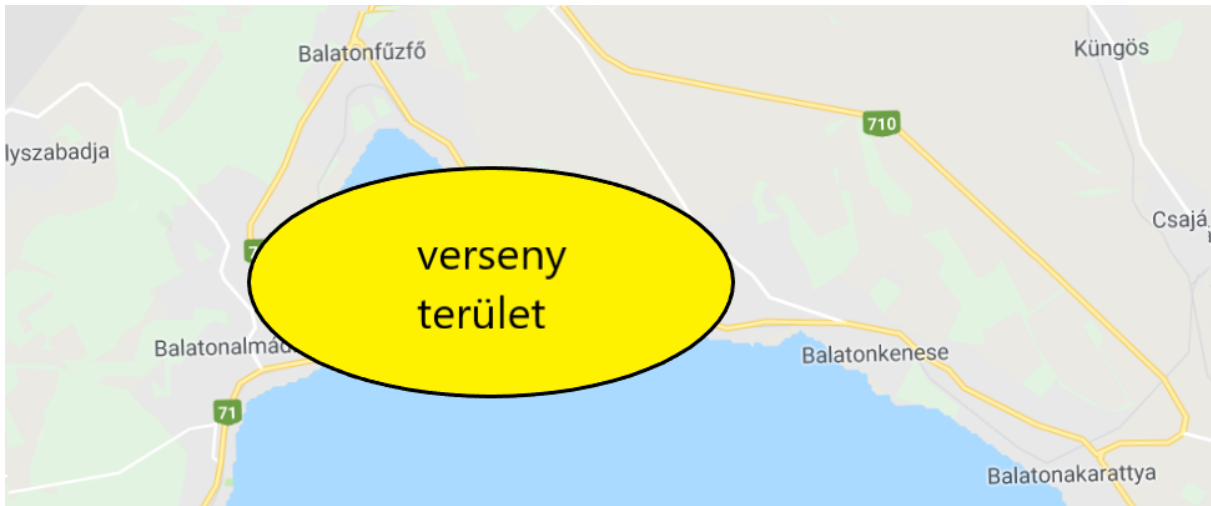 Balatonfűzfő
Küngös
710
lyszabadja
Csajá
verseny
terület
Balatonalmád
Balatonkenese
71
Balatonakarattya